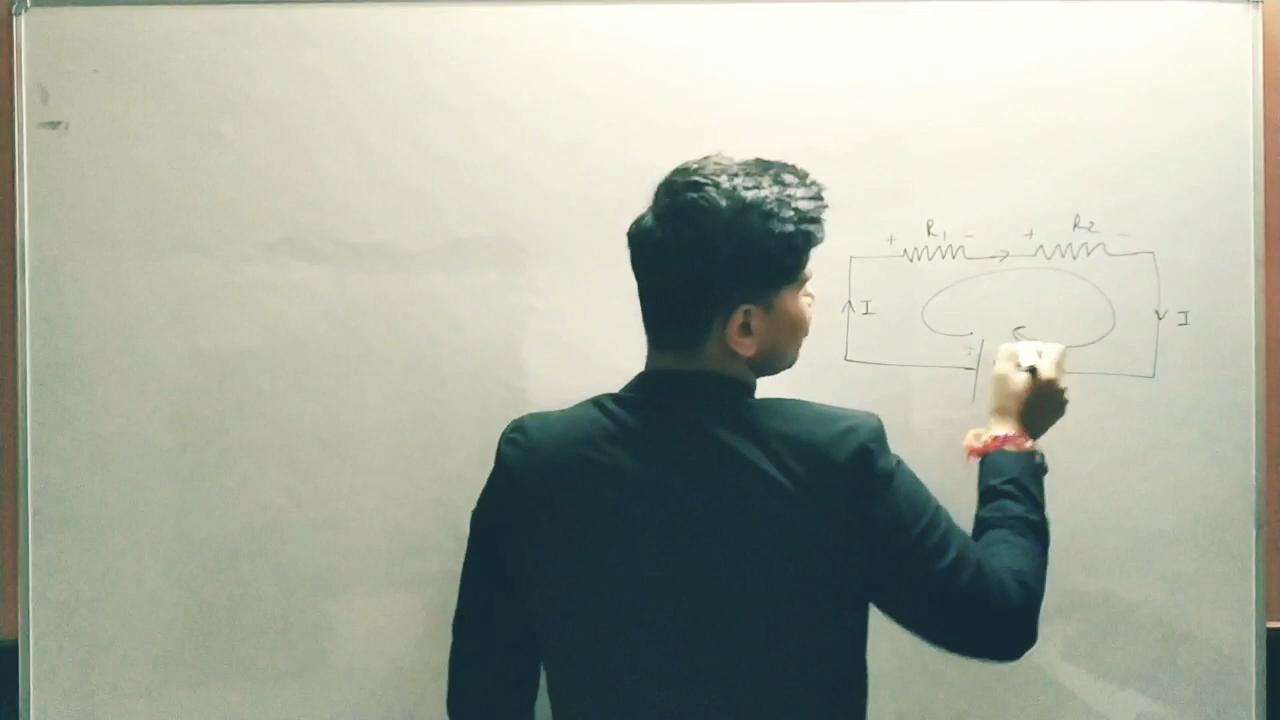 + R1 - + R2 -
I I
+